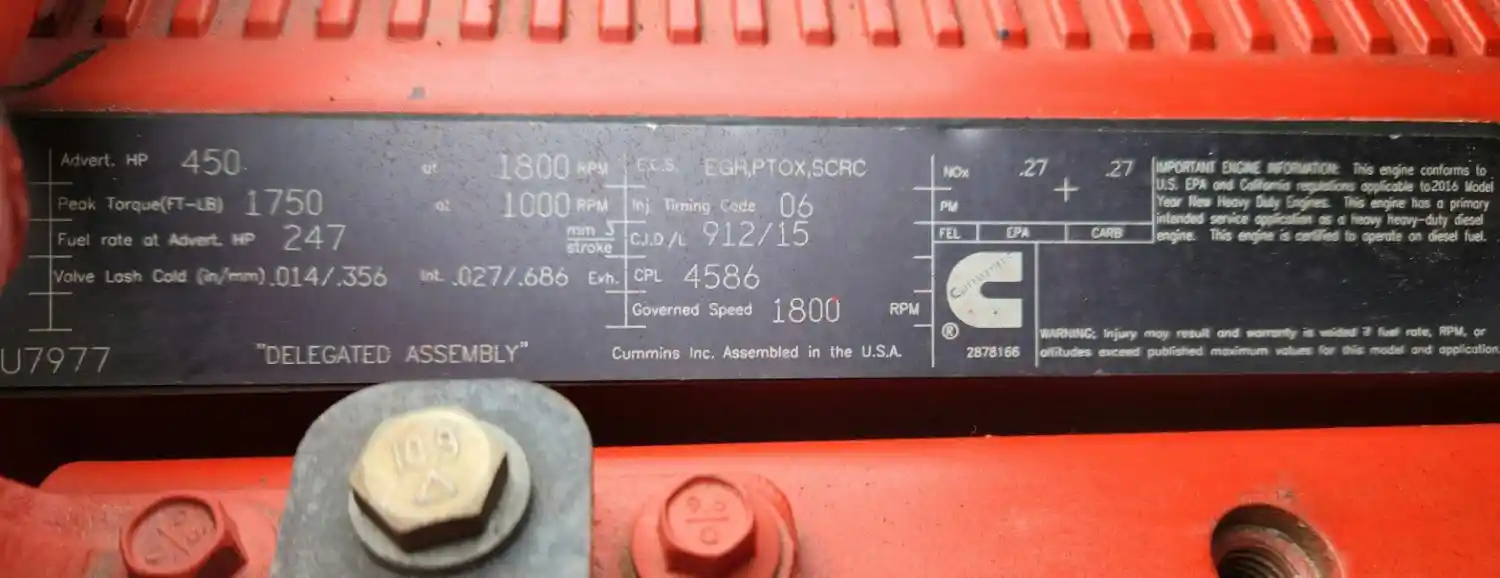 Advert. HP 450 at 1800 RPM
Peak Torque(FT-LB) 1750 at 1000 RPM
Fuel rate at Advert. HP 247 mm 3 stroke
Valve Lash Cold (in/mm) .014/.356 Int. .027/.686 Exh.
U7977 "DELEGATED ASSEMBLY"
E.C.S. EGR,PTOX,SCRC
Inj Timing Code 06
C.I.D/L 912/15
CPL 4586
Governed Speed 1800 RPM
Cummins Inc. Assembled in the U.S.A.
NOx .27 .27
PM
FEL EPA CARB
Cummins
®
2878166
IMPORTANT ENGINE INFORMATION: This engine conforms to
U.S. EPA and California regulations applicable to 2016 Model
Year New Heavy Duty Engines. This engine has a primary
intended service application as a heavy heavy-duty diesel
engine. This engine is certified to operate on diesel fuel.
WARNING: Injury may result and warranty is voided if fuel rate, RPM, or
altitudes exceed published maximum values for this model and application.
10.9